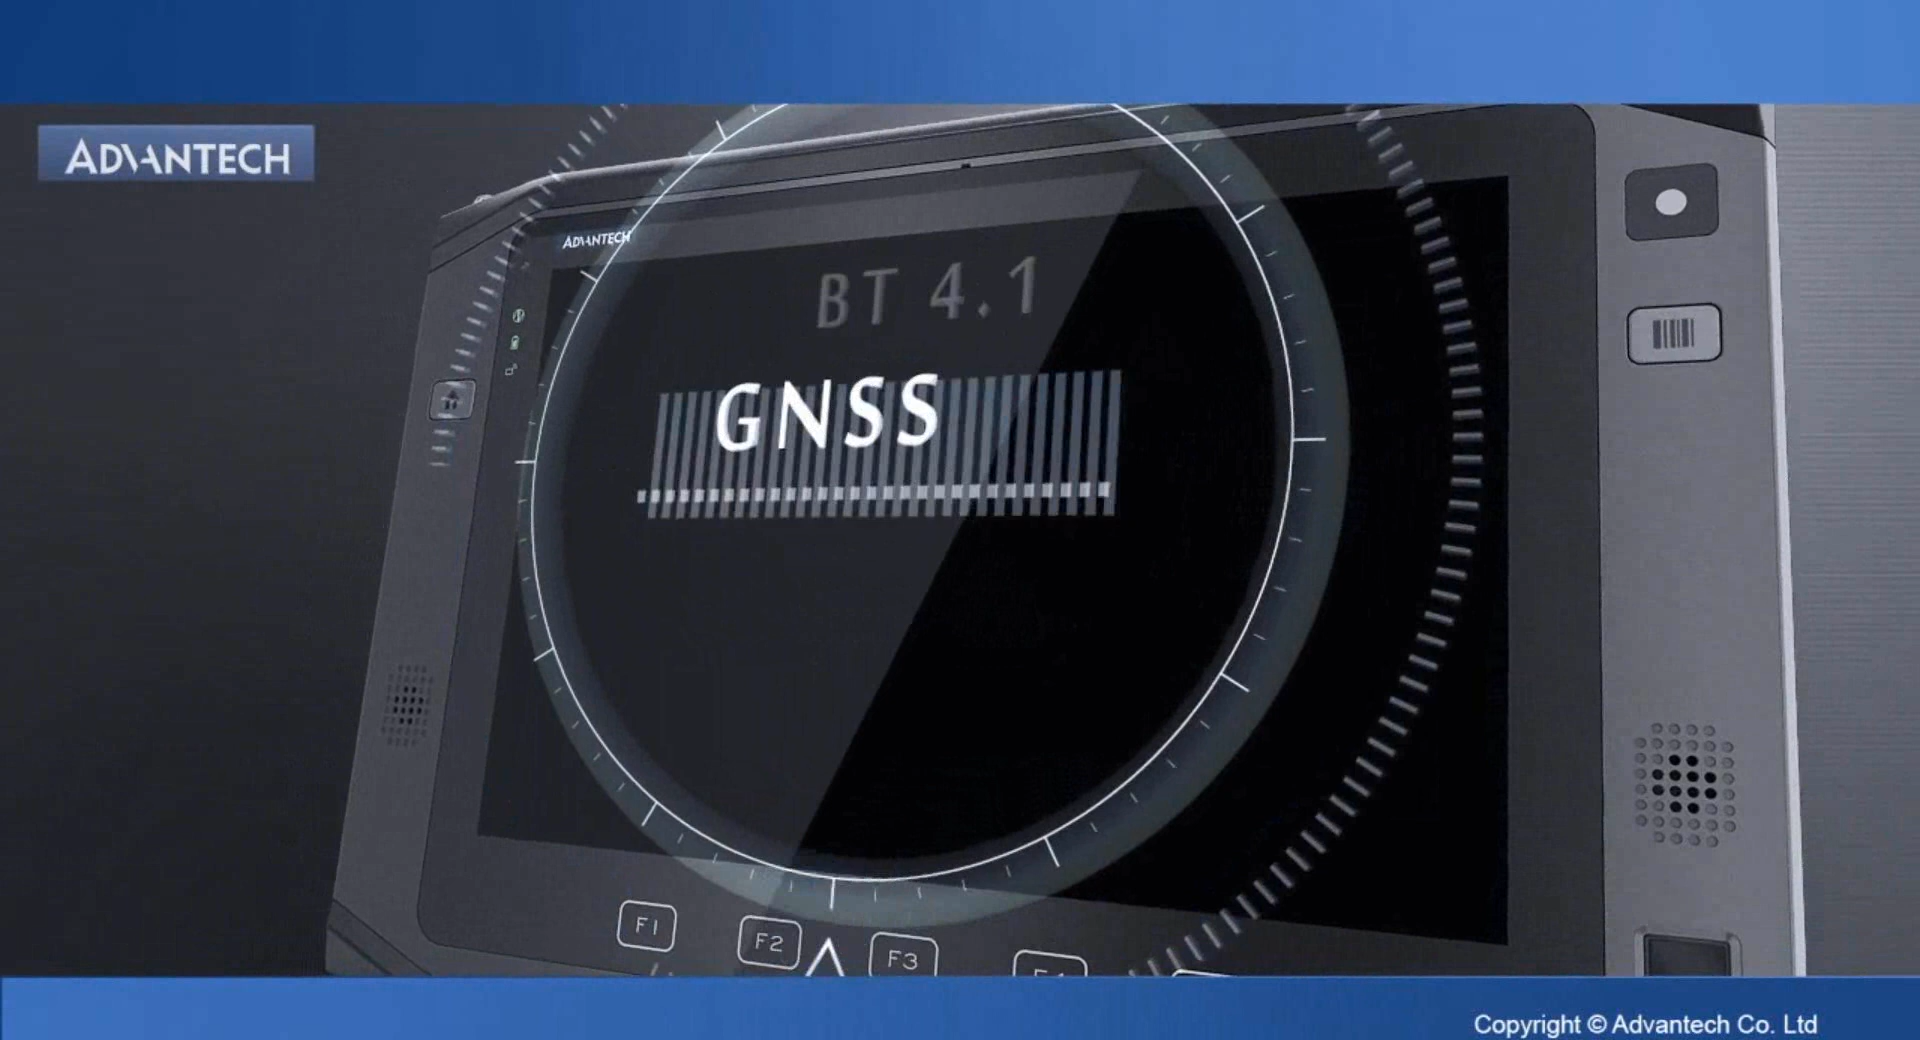 ADVANTECH
ADVANTECH
BT 4.1
GNSS
F1
F2
F3
Copyright © Advantech Co. Ltd